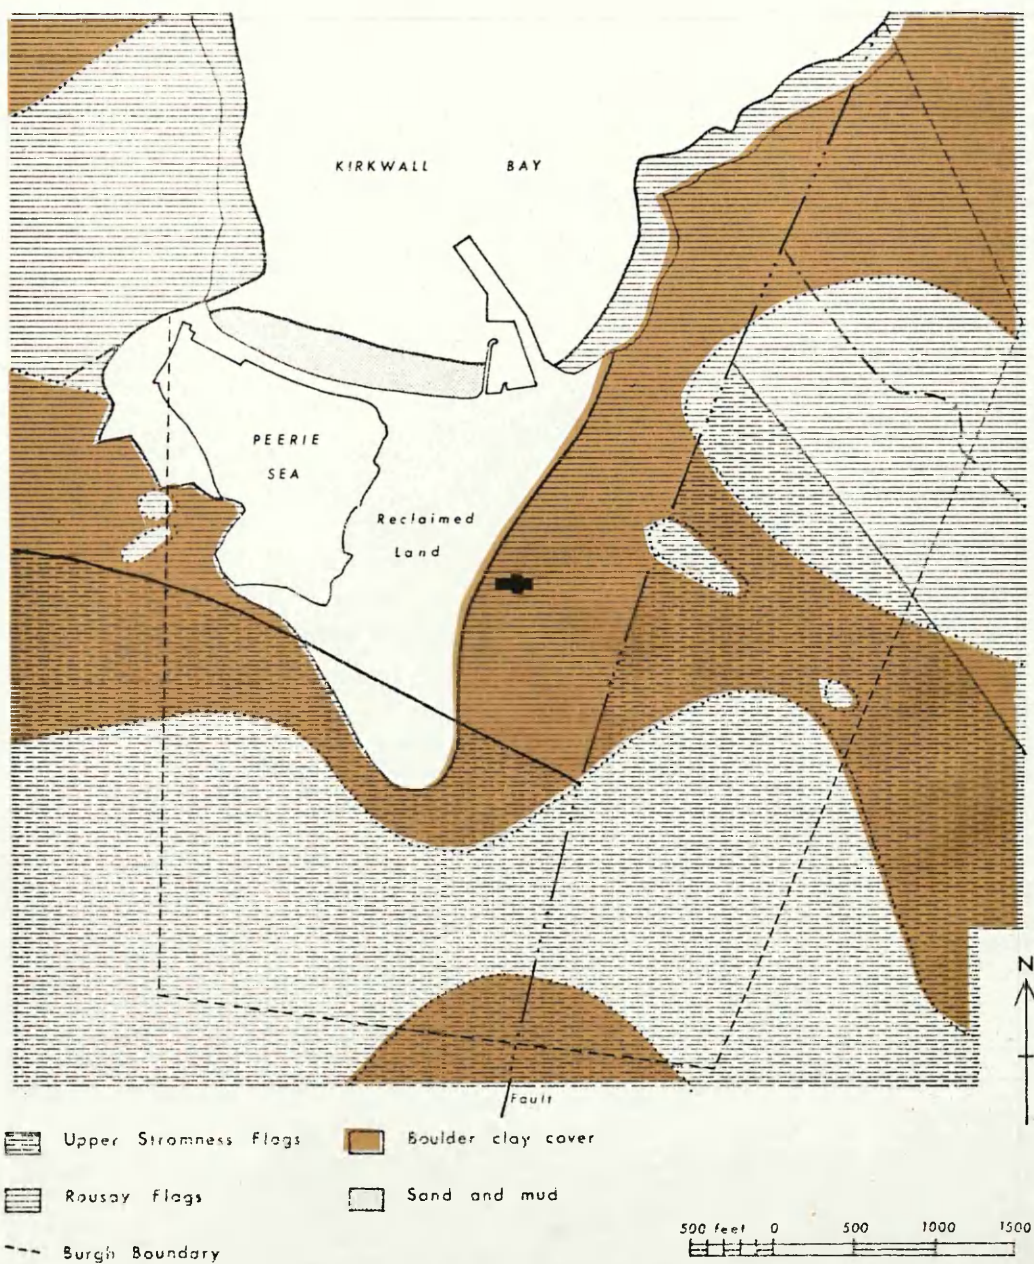 KIRKWALL BAY
PEERIE
SEA
Reclaimed
Land
N
Fault
Upper Stromness Flags
Boulder clay cover
Rousay Flags
Sand and mud
Burgh Boundary
500 feet 0 500 1000 1500